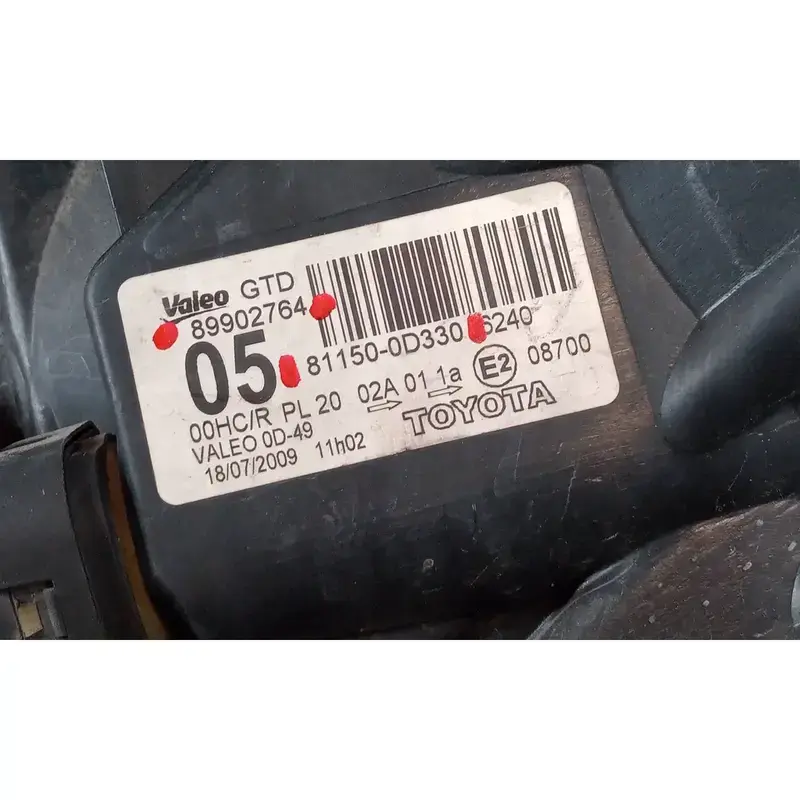 Valeo GTD
89902764
05 81150-0D330 6240
00HC/R PL 20 02A 01 1a E2 08700
VALEO 0D-49 TOYOTA
18/07/2009 11h02